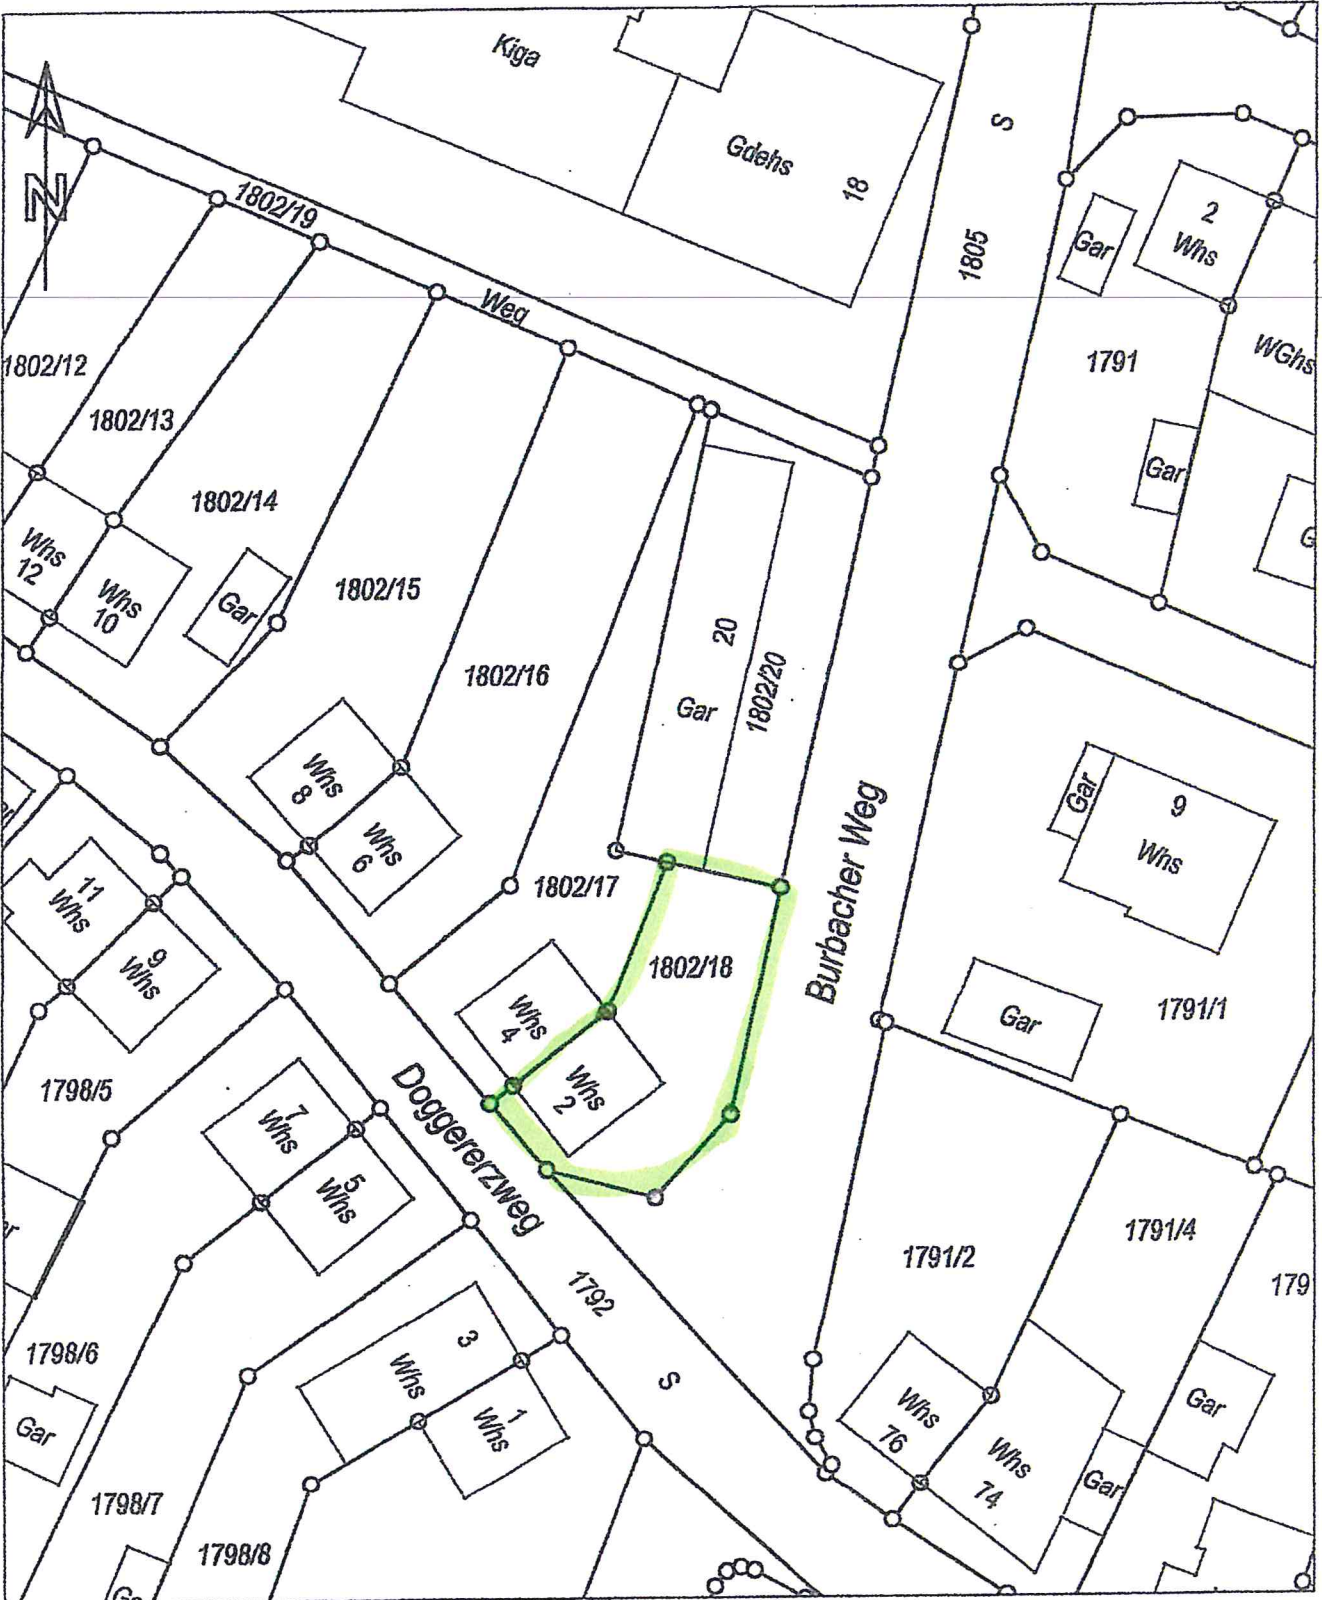 Kiga
Gdehs
18
S
N
1802/19
Weg
1805
Gar
2
Whs
1791
WGhs
1802/12
1802/13
1802/14
Gar
Whs
12
Whs
10
Gar
1802/15
1802/16
20
Gar
1802/20
Whs
8
Whs
6
Gar
9
Whs
11
Whs
9
Whs
1802/17
1802/18
Burbacher Weg
Whs
4
Whs
2
Gar
1791/1
1798/5
Doggererzweg
7
Whs
5
Whs
1791/2
1791/4
179
1792
3
Whs
1
Whs
S
1798/6
Gar
Whs
76
Whs
74
Gar
Gar
1798/7
1798/8